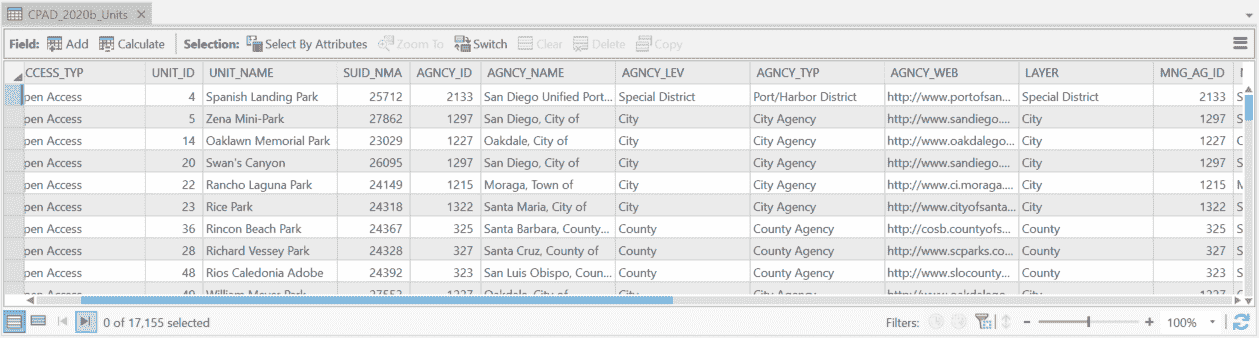 CPAD_2020b_Units
Field: Add Calculate Selection: Select By Attributes Zoom To Switch Clear Delete Copy
CCESS_TYP UNIT_ID UNIT_NAME SUID_NMA AGNCY_ID AGNCY_NAME AGNCY_LEV AGNCY_TYP AGNCY_WEB LAYER MNG_AG_ID
pen Access 4 Spanish Landing Park 25712 2133 San Diego Unified Port... Special District Port/Harbor District http://www.portofsan... Special District 2133 S
pen Access 5 Zena Mini-Park 27862 1297 San Diego, City of City City Agency http://www.sandiego.... City 1297 S
pen Access 14 Oaklawn Memorial Park 23029 1227 Oakdale, City of City City Agency http://www.oakdalego... City 1227 C
pen Access 20 Swan's Canyon 26095 1297 San Diego, City of City City Agency http://www.sandiego.... City 1297 S
pen Access 22 Rancho Laguna Park 24149 1215 Moraga, Town of City City Agency http://www.ci.moraga.... City 1215 M
pen Access 23 Rice Park 24318 1322 Santa Maria, City of City City Agency http://www.cityofsanta... City 1322 S
pen Access 36 Rincon Beach Park 24367 325 Santa Barbara, County... County County Agency http://cosb.countyofs... County 325 S
pen Access 28 Richard Vessey Park 24328 327 Santa Cruz, County of County County Agency http://www.scparks.co... County 327 S
pen Access 48 Rios Caledonia Adobe 24392 323 San Luis Obispo, Coun... County County Agency http://www.slocounty... County 323 S
pen Access 49 William Meyer Park 27553 1227 Oakdale, City of City City Agency http://www.oakdalego... City 1227
0 of 17,155 selected Filters: - + 100%